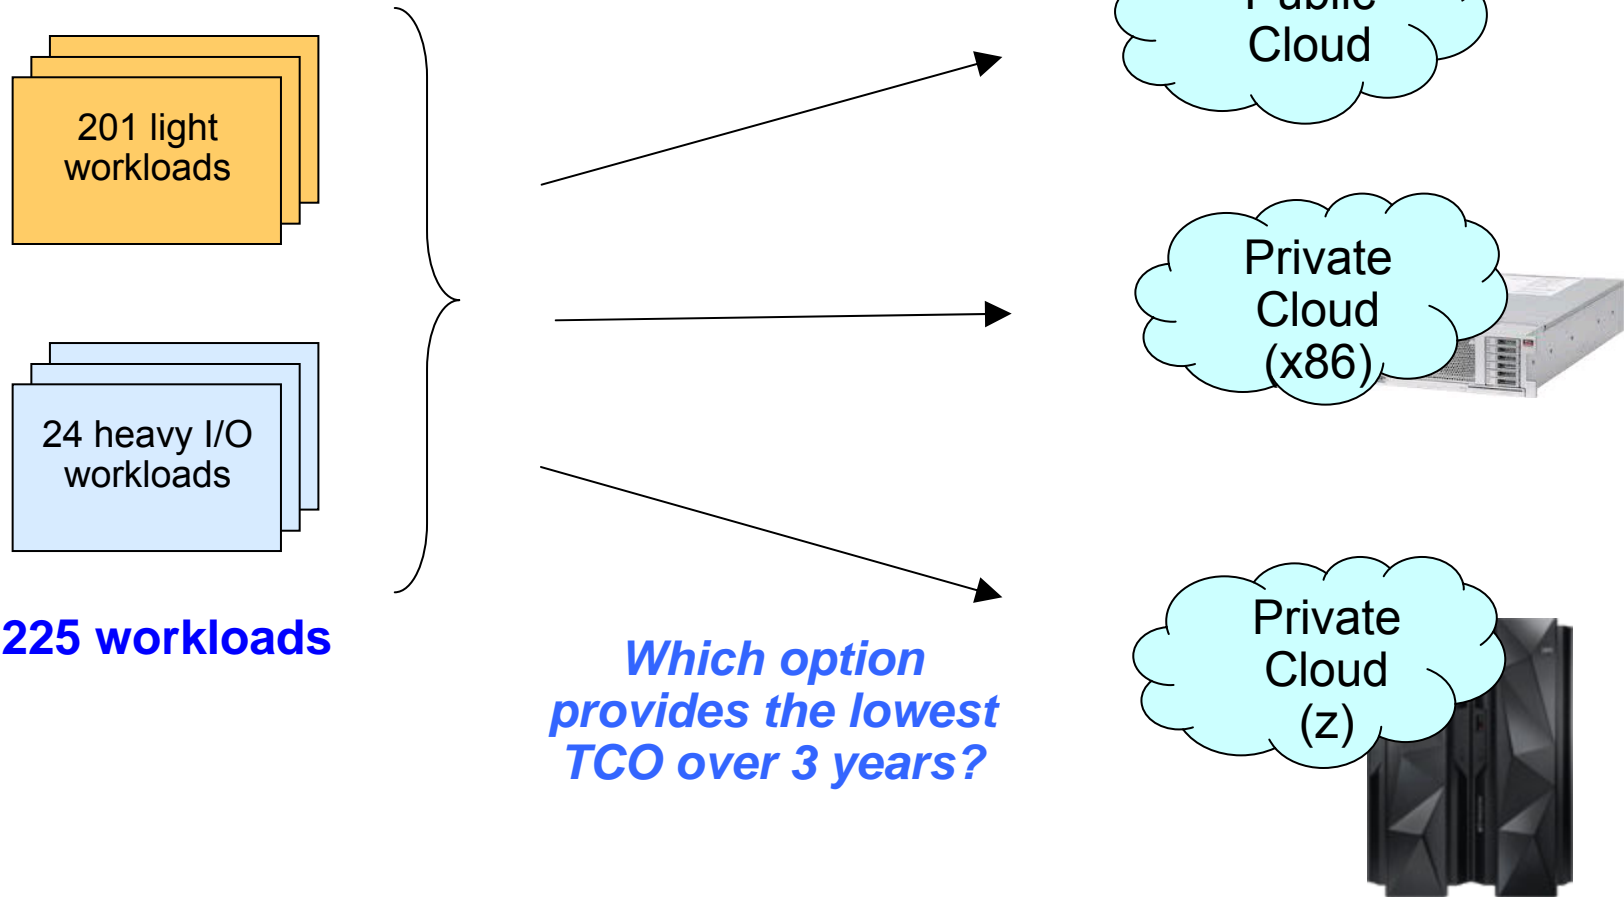 Public
Cloud
201 light
workloads
Private
Cloud
(x86)
24 heavy I/O
workloads
225 workloads
Which option
provides the lowest
TCO over 3 years?
Private
Cloud
(z)